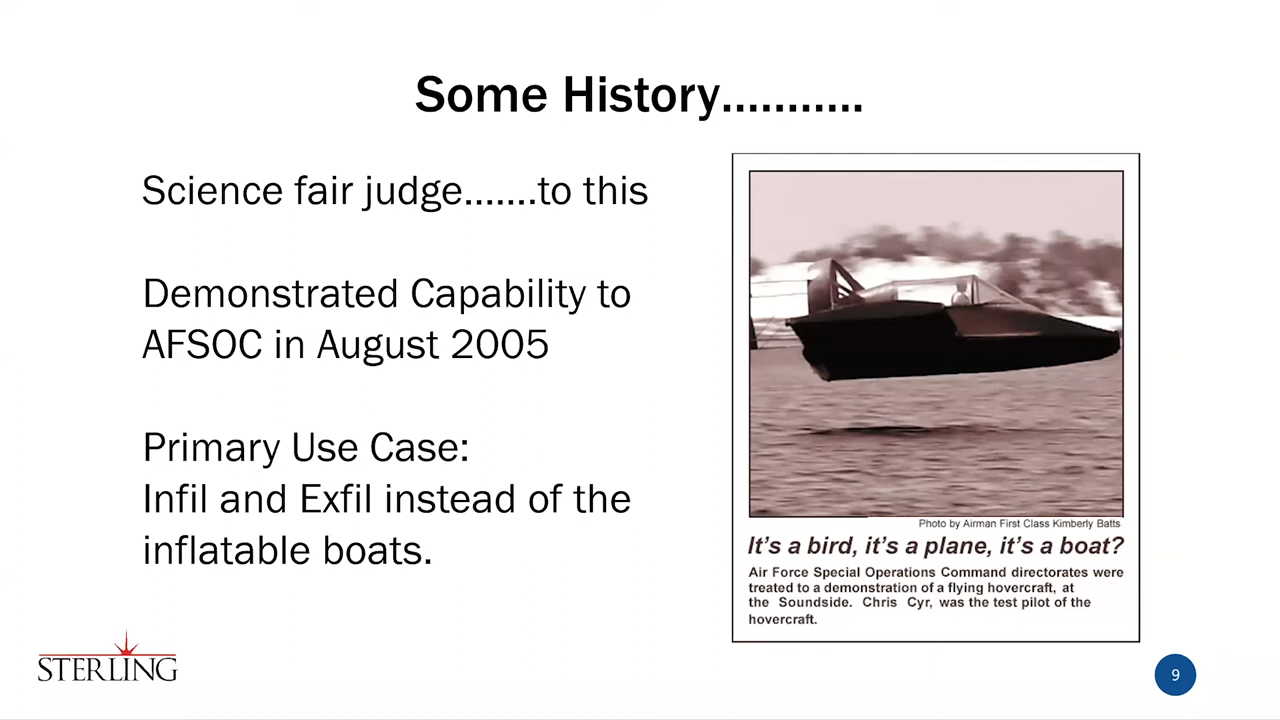 Some History...........
Science fair judge.......to this
Demonstrated Capability to
AFSOC in August 2005
Primary Use Case:
Infil and Exfil instead of the
inflatable boats.
Photo by Airman First Class Kimberly Batts
It's a bird, it's a plane, it's a boat?
Air Force Special Operations Command directorates were
treated to a demonstration of a flying hovercraft, at
the Soundside. Chris Cyr, was the test pilot of the
hovercraft.
STERLING
9